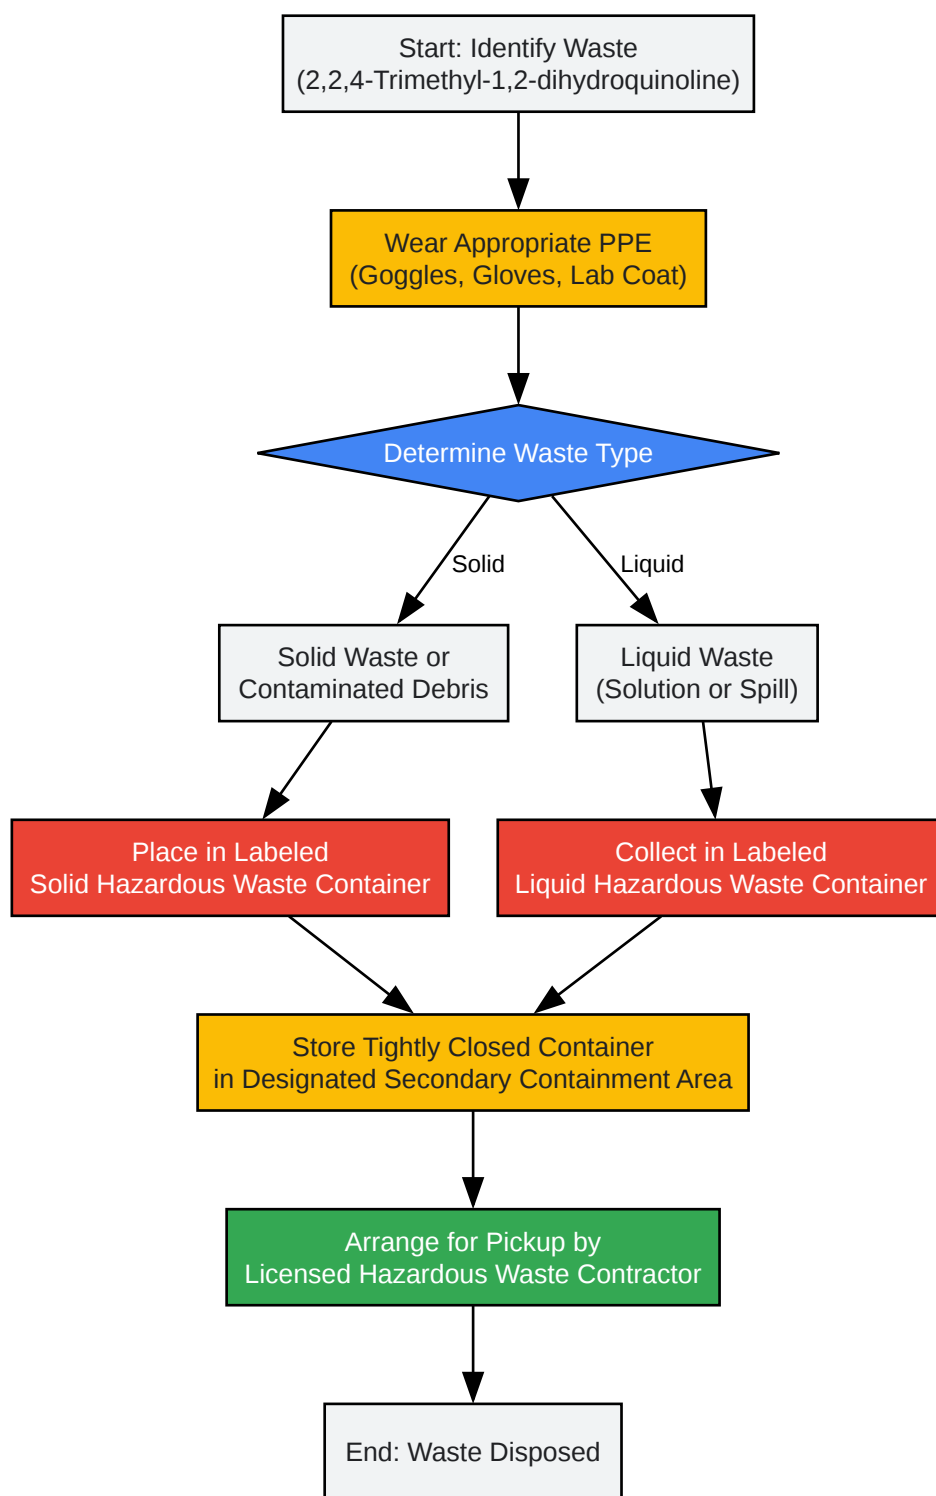 Start: Identify Waste
(2,2,4-Trimethyl-1,2-dihydroquinoline)
Wear Appropriate PPE
(Goggles, Gloves, Lab Coat)
Determine Waste Type
Solid
Liquid
Solid Waste or
Contaminated Debris
Liquid Waste
(Solution or Spill)
Place in Labeled
Solid Hazardous Waste Container
Collect in Labeled
Liquid Hazardous Waste Container
Store Tightly Closed Container
in Designated Secondary Containment Area
Arrange for Pickup by
Licensed Hazardous Waste Contractor
End: Waste Disposed